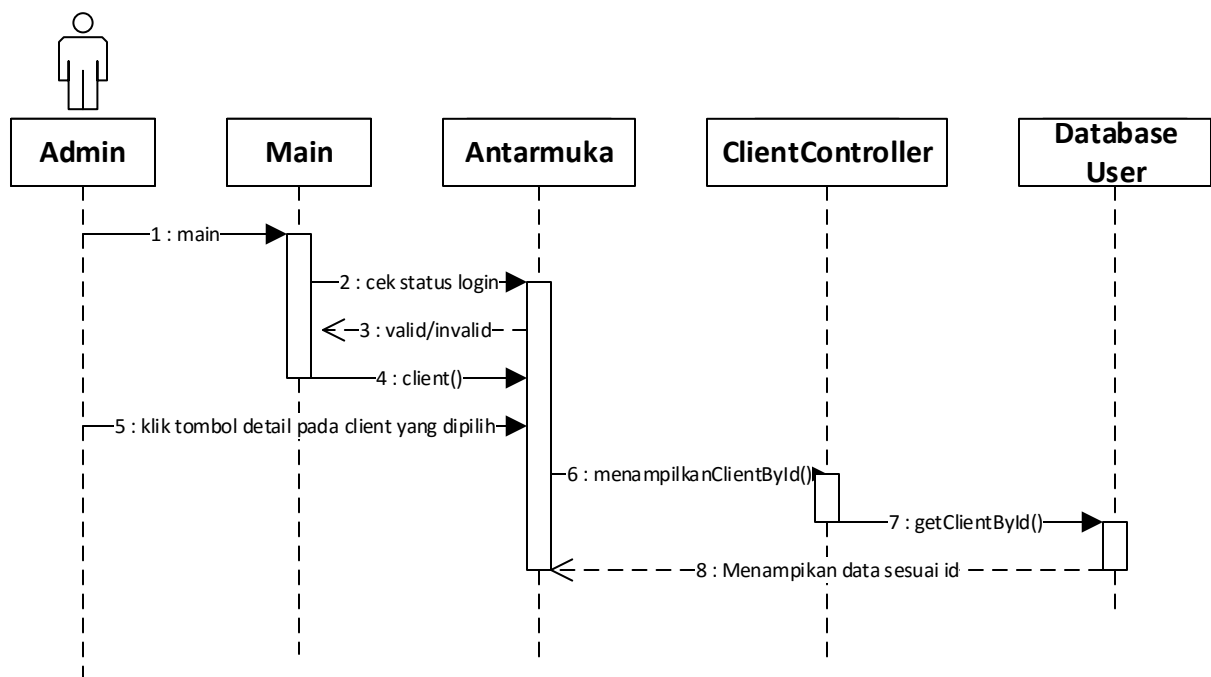 Admin
Main
Antarmuka
ClientController
Database
User
1 : main
2 : cek status login
3 : valid/invalid
4 : client()
5 : klik tombol detail pada client yang dipilih
6 : menampilkanClientById()
7 : getClientById()
8 : Menampikan data sesuai id